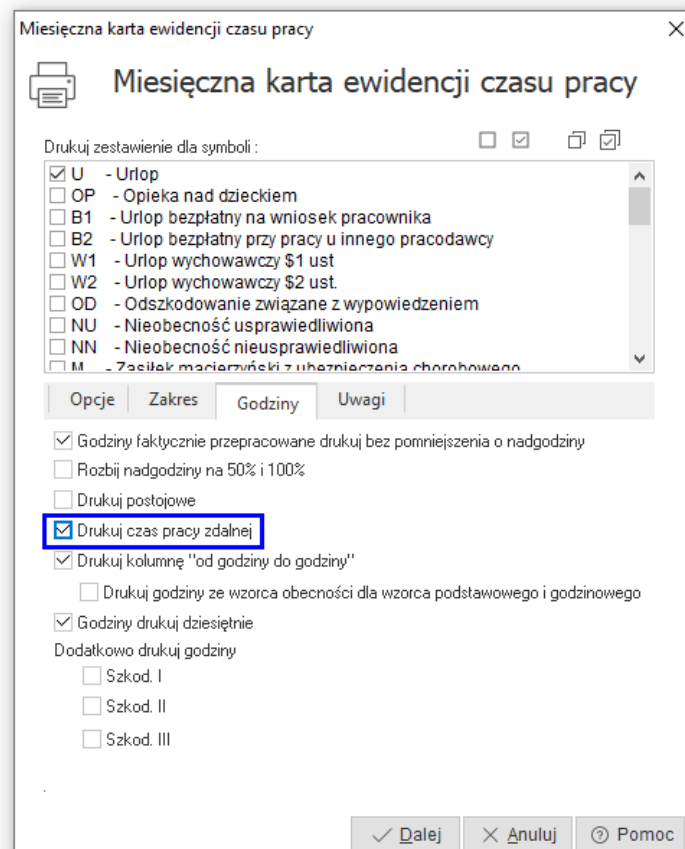 Miesięczna karta ewidencji czasu pracy
Miesięczna karta ewidencji czasu pracy
Drukuj zestawienie dla symboli :
U - Urlop
OP - Opieka nad dzieckiem
B1 - Urlop bezpłatny na wniosek pracownika
B2 - Urlop bezpłatny przy pracy u innego pracodawcy
W1 - Urlop wychowawczy $1 ust
W2 - Urlop wychowawczy $2 ust.
OD - Odszkodowanie związane z wypowiedzeniem
NU - Nieobecność usprawiedliwiona
NN - Nieobecność nieusprawiedliwiona
M - Zasiłek macierzyński z ubezpieczenia chorobowego
Opcje Zakres Godziny Uwagi
Godziny faktycznie przepracowane drukuj bez pomniejszenia o nadgodziny
Rozbij nadgodziny na 50% i 100%
Drukuj postojowe
Drukuj czas pracy zdalnej
Drukuj kolumnę "od godziny do godziny"
Drukuj godziny ze wzorca obecności dla wzorca podstawowego i godzinowego
Godziny drukuj dziesiętnie
Dodatkowo drukuj godziny
Szkod. I
Szkod. II
Szkod. III
.
Dalej Anuluj Pomoc